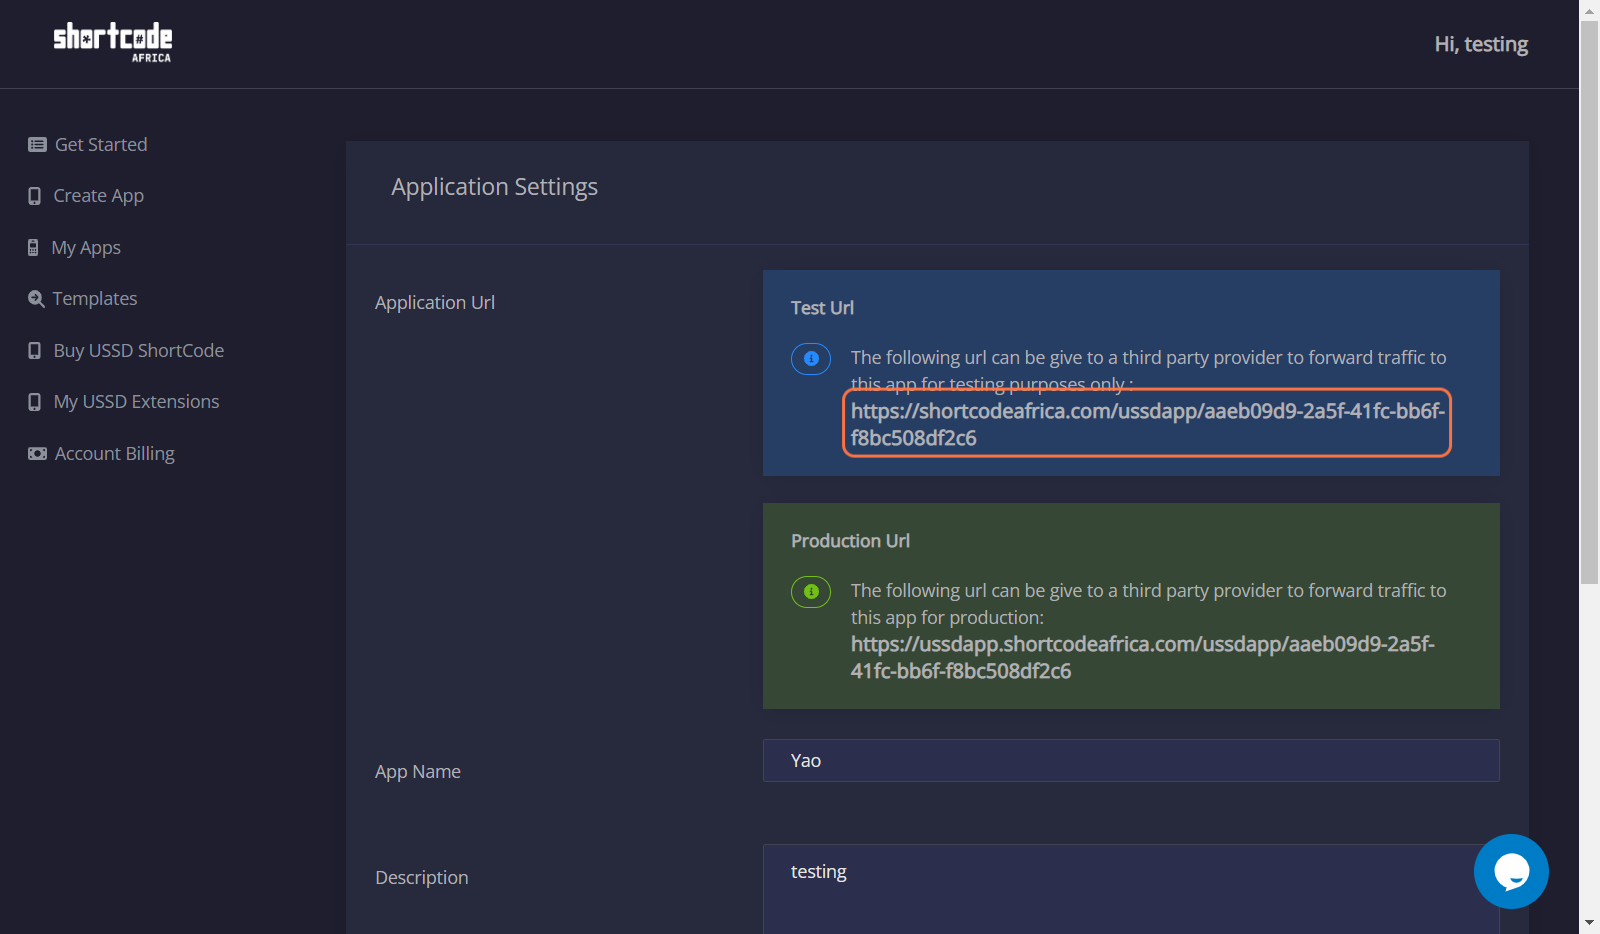 shortcode
AFRICA
Hi, testing
Get Started
Create App
My Apps
Templates
Buy USSD ShortCode
My USSD Extensions
Account Billing
Application Settings
Application Url
Test Url
The following url can be give to a third party provider to forward traffic to
this app for testing purposes only :
https://shortcodeafrica.com/ussdapp/aaeb09d9-2a5f-41fc-bb6f-
f8bc508df2c6
Production Url
The following url can be give to a third party provider to forward traffic to
this app for production:
https://ussdapp.shortcodeafrica.com/ussdapp/aaeb09d9-2a5f-
41fc-bb6f-f8bc508df2c6
App Name
Yao
Description
testing